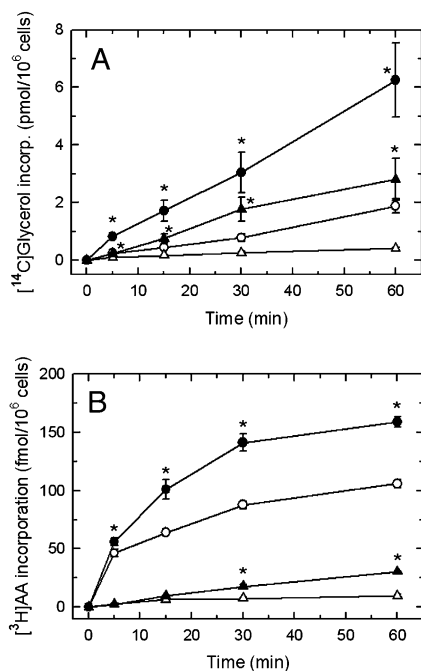 A
[¹⁴C]Glycerol incorp. (pmol/10⁶ cells)
8
6
4
2
0
* * * *
* * * *
0 10 20 30 40 50 60
Time (min)
B
[³H]AA incorporation (fmol/10⁶ cells)
200
150
100
50
0
* * * *
* *
0 10 20 30 40 50 60
Time (min)